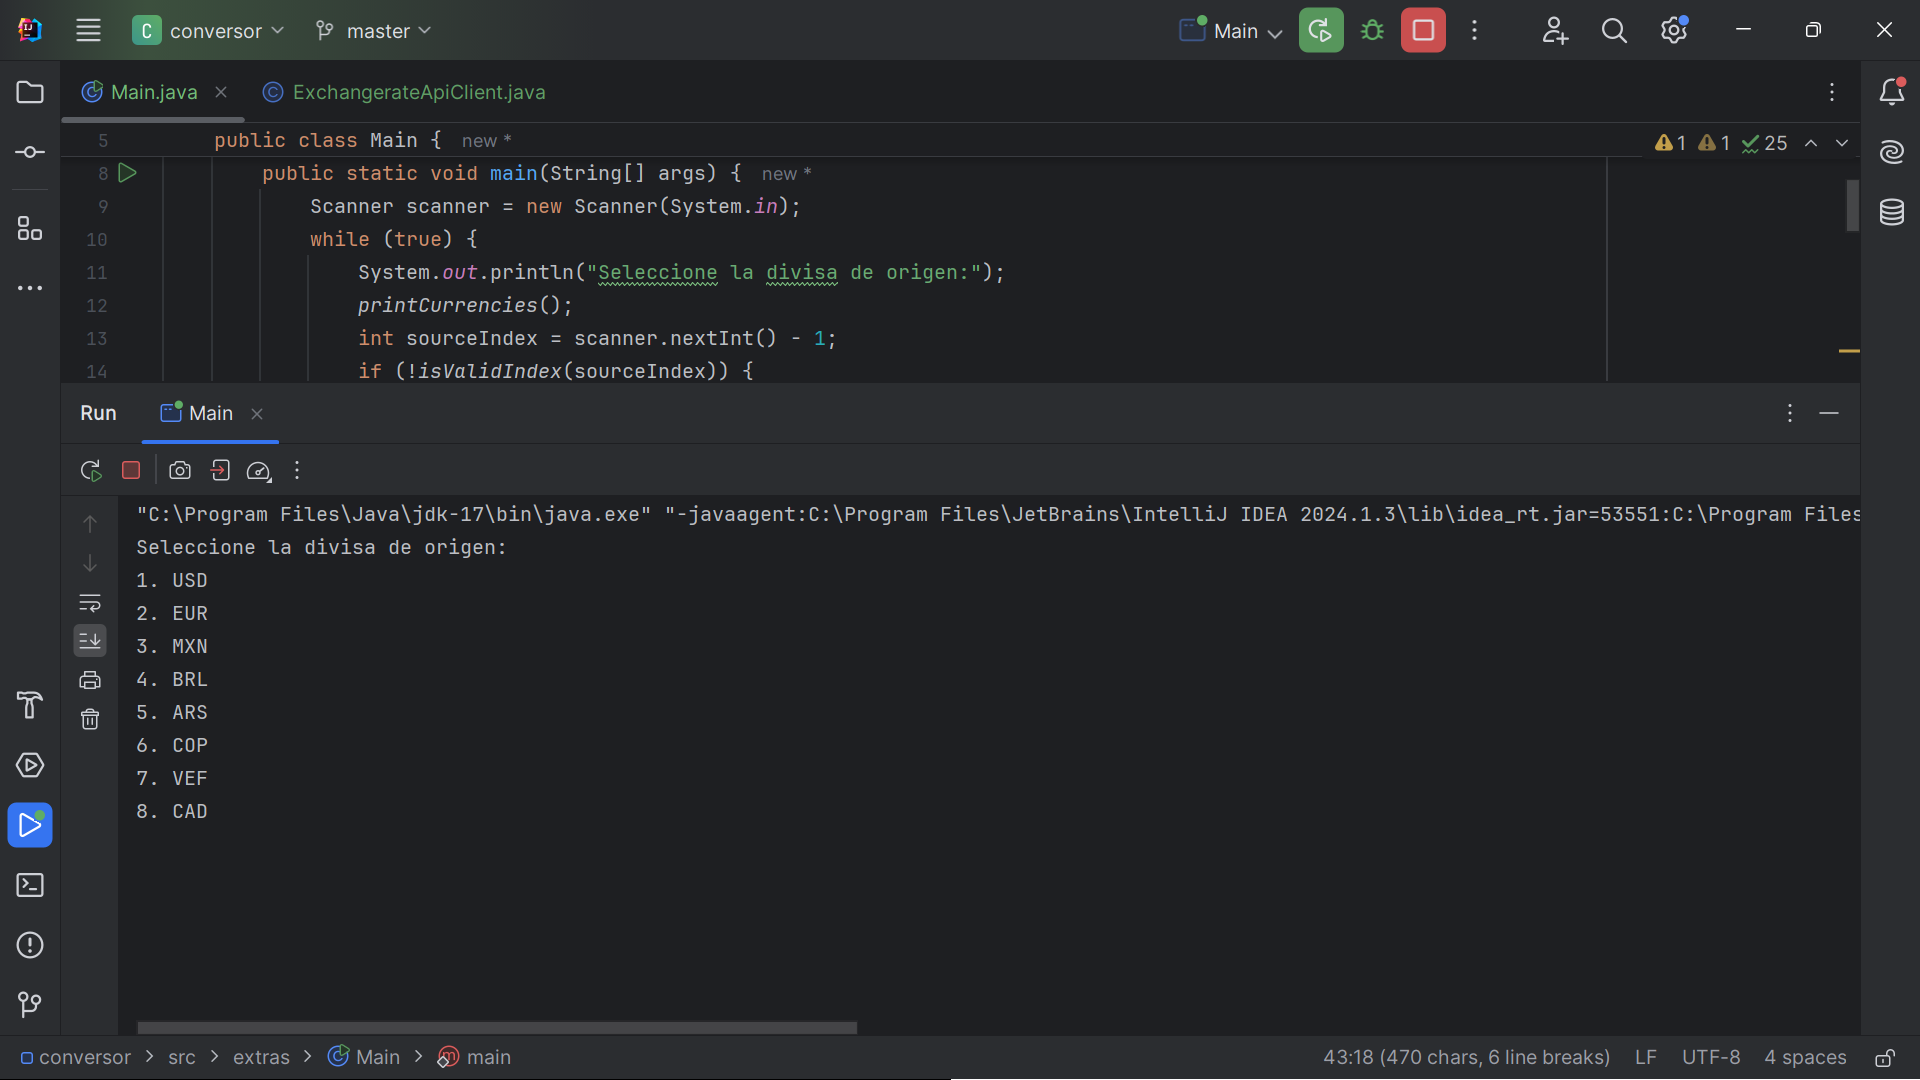 C conversor master Main
Main.java ExchangerateApiClient.java
5 public class Main { new *
1 1 25
8 public static void main(String[] args) { new *
9 Scanner scanner = new Scanner(System.in);
10 while (true) {
11 System.out.println("Seleccione la divisa de origen:");
12 printCurrencies();
13 int sourceIndex = scanner.nextInt() - 1;
14 if (!isValidIndex(sourceIndex)) {
Run Main
"C:\Program Files\Java\jdk-17\bin\java.exe" "-javaagent:C:\Program Files\JetBrains\IntelliJ IDEA 2024.1.3\lib\idea_rt.jar=53551:C:\Program Files
Seleccione la divisa de origen:
1. USD
2. EUR
3. MXN
4. BRL
5. ARS
6. COP
7. VEF
8. CAD
conversor > src > extras > Main > main 43:18 (470 chars, 6 line breaks) LF UTF-8 4 spaces